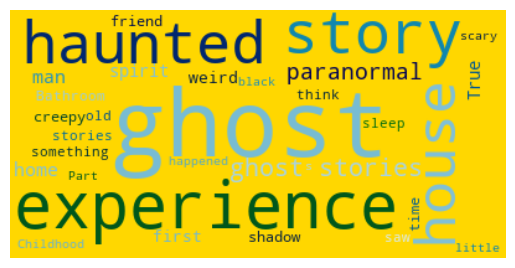 friend
haunted
story
scary
man
spirit
weird
black
paranormal
True
Bathroom
think
ghost
creepy
old
sleep
house
stories
something
happened
home
Part
ghost stories
experience
time
Childhood
first
shadow
saw
little